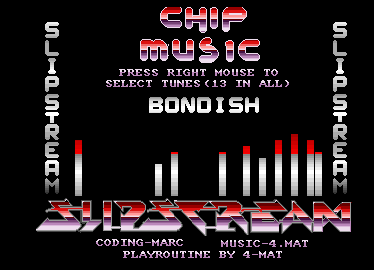 CHIP
MUSIC
PRESS RIGHT MOUSE TO
SELECT TUNES(13 IN ALL)
BONDISH
SLIPSTREAM
SLIPSTREAM
SLIPSTREAM
CODING-MARC MUSIC-4.MAT
PLAYROUTINE BY 4-MAT